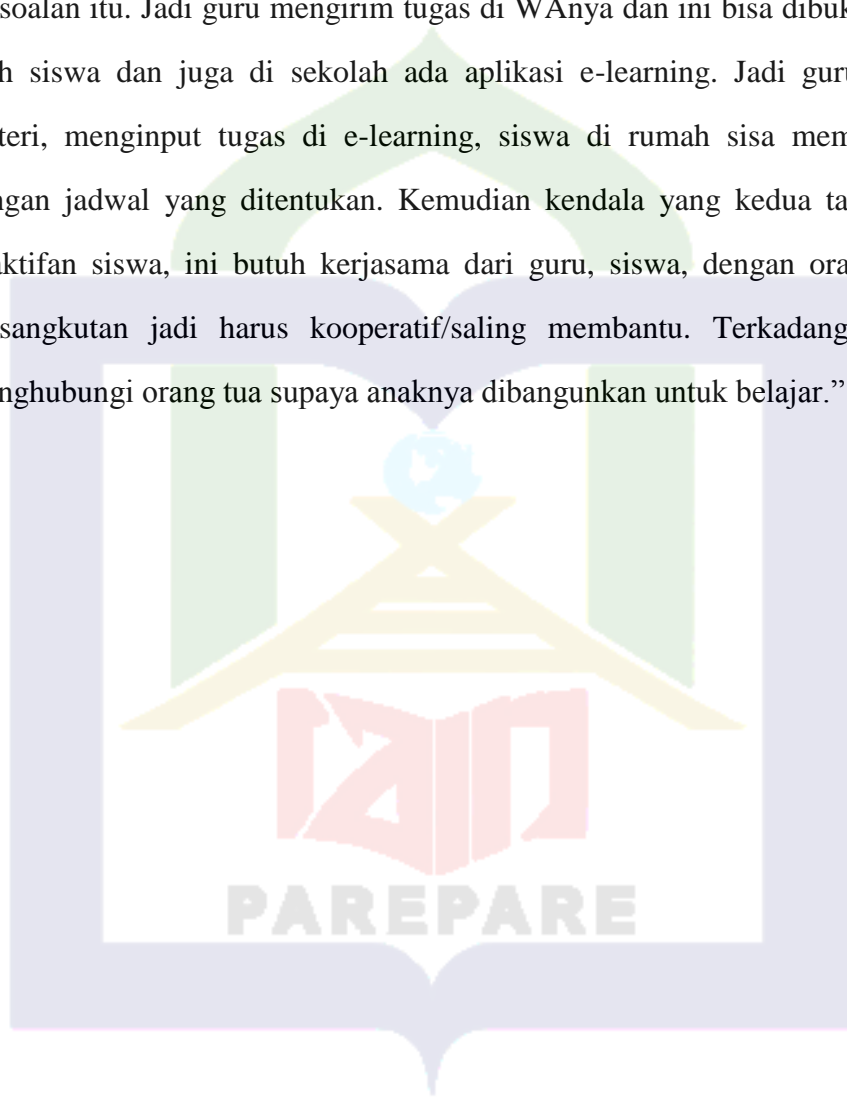 soalan itu. Jadi guru mengirim tugas di WAnya dan ini bisa dibuk
h siswa dan juga di sekolah ada aplikasi e-learning. Jadi guru
teri, menginput tugas di e-learning, siswa di rumah sisa mem
ngan jadwal yang ditentukan. Kemudian kendala yang kedua ta
aktifan siswa, ini butuh kerjasama dari guru, siswa, dengan ora
sangkutan jadi harus kooperatif/saling membantu. Terkadang
nghubungi orang tua supaya anaknya dibangunkan untuk belajar.”
iain
PAREPARE